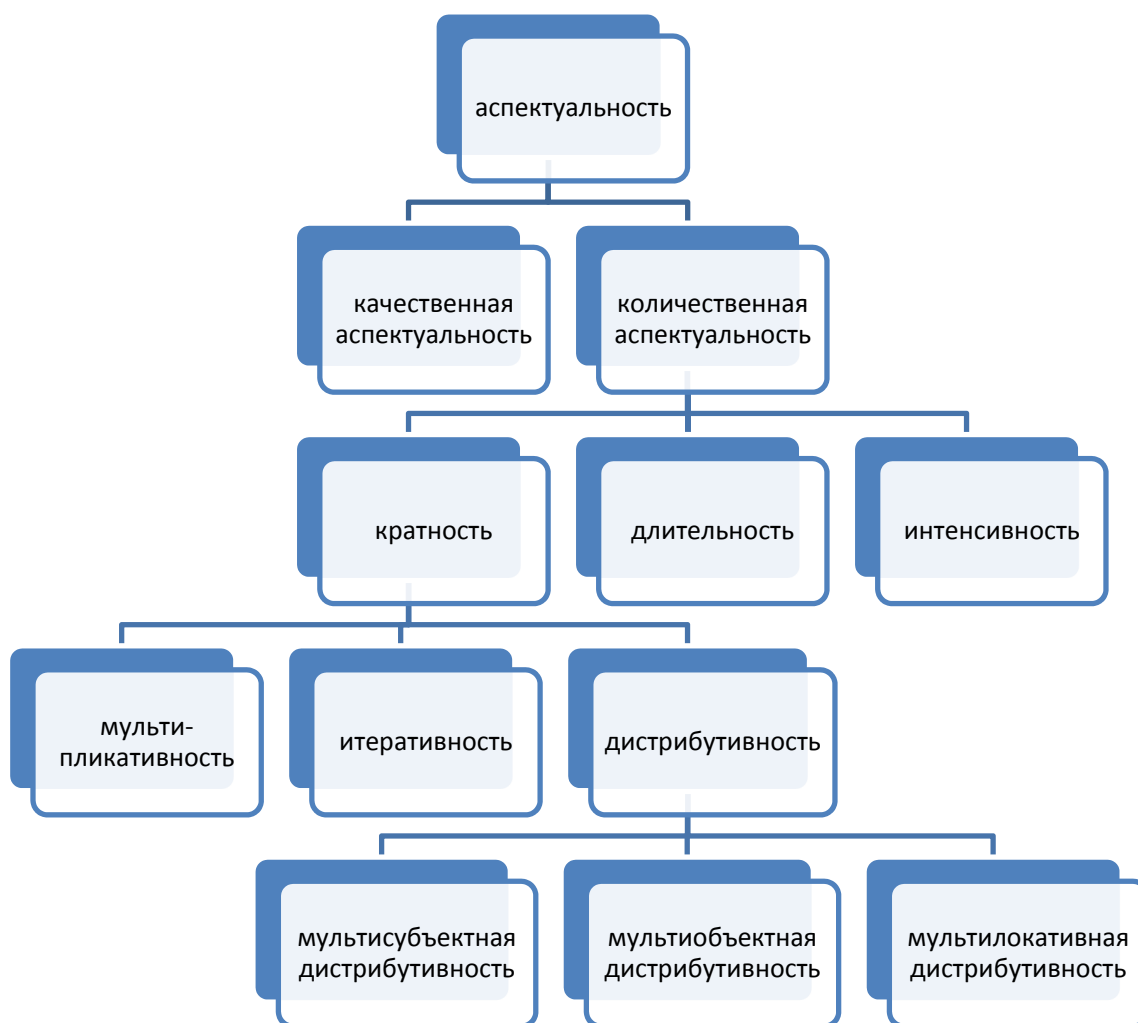 аспектуальность
качественная
аспектуальность
количественная
аспектуальность
кратность
длительность
интенсивность
мульти-
пликативность
итеративность
дистрибутивность
мультисубъектная
дистрибутивность
мультиобъектная
дистрибутивность
мультилокативная
дистрибутивность